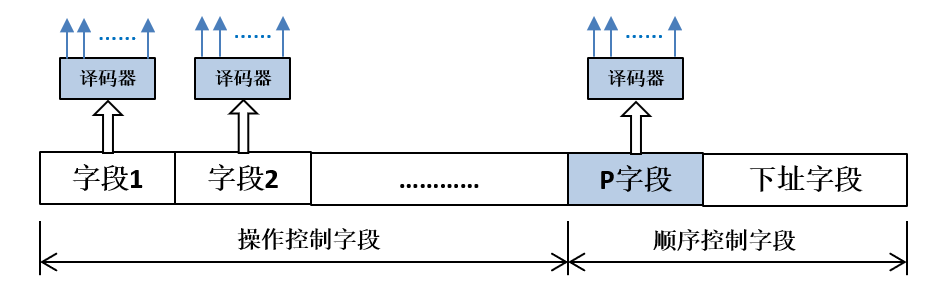 …… …… ……
译码器 译码器 译码器
字段1 字段2 ………… P字段 下址字段
操作控制字段 顺序控制字段